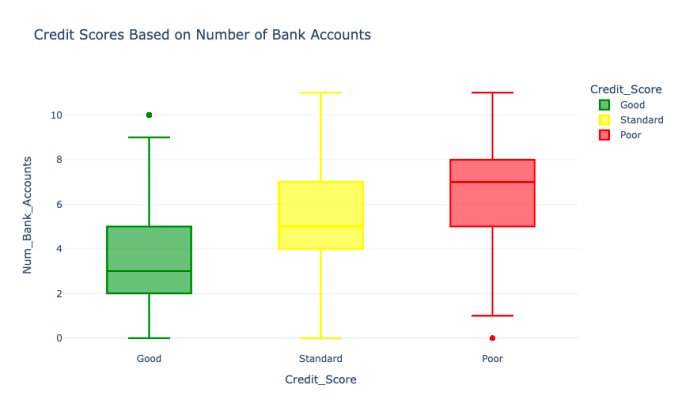 Credit Scores Based on Number of Bank Accounts
Credit_Score
Good
Standard
Poor
Num_Bank_Accounts
10
8
6
4
2
0
Good Standard Poor
Credit_Score